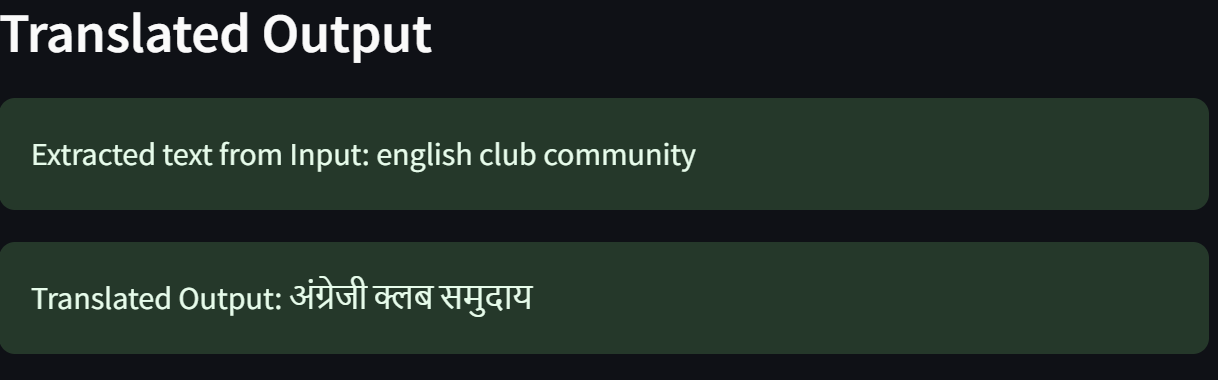 Translated Output
Extracted text from Input: english club community
Translated Output: अंग्रेजी क्लब समुदाय